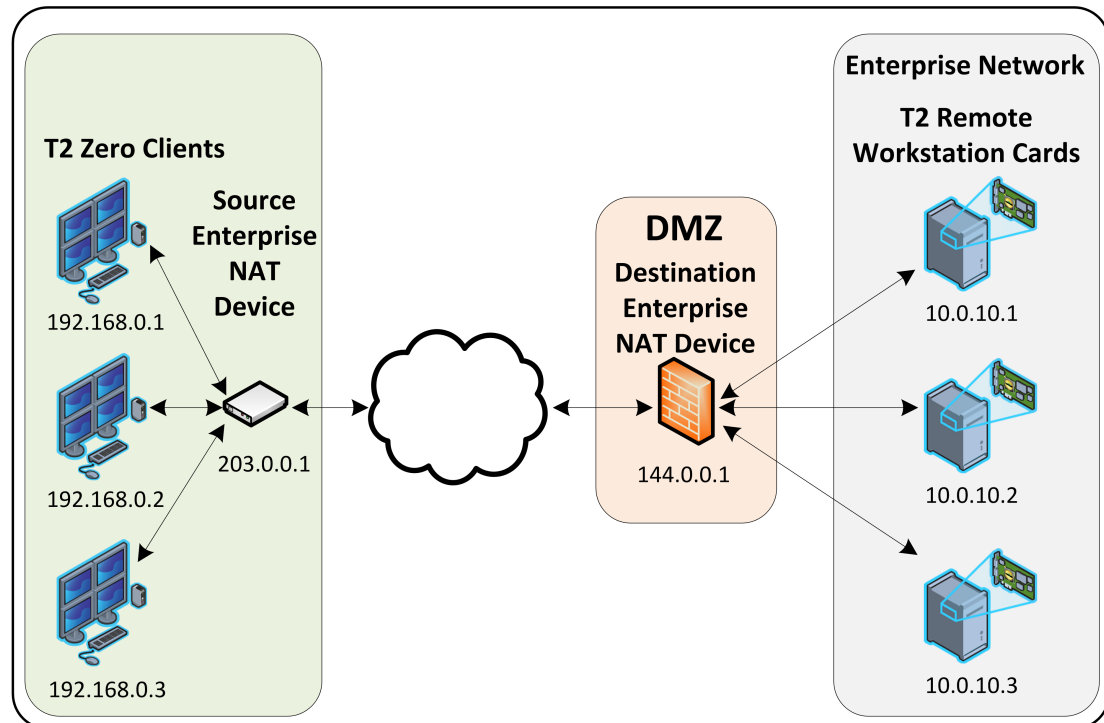 T2 Zero Clients
192.168.0.1
192.168.0.2
192.168.0.3
Source
Enterprise
NAT
Device
203.0.0.1
DMZ
Destination
Enterprise
NAT Device
144.0.0.1
Enterprise Network
T2 Remote
Workstation Cards
10.0.10.1
10.0.10.2
10.0.10.3